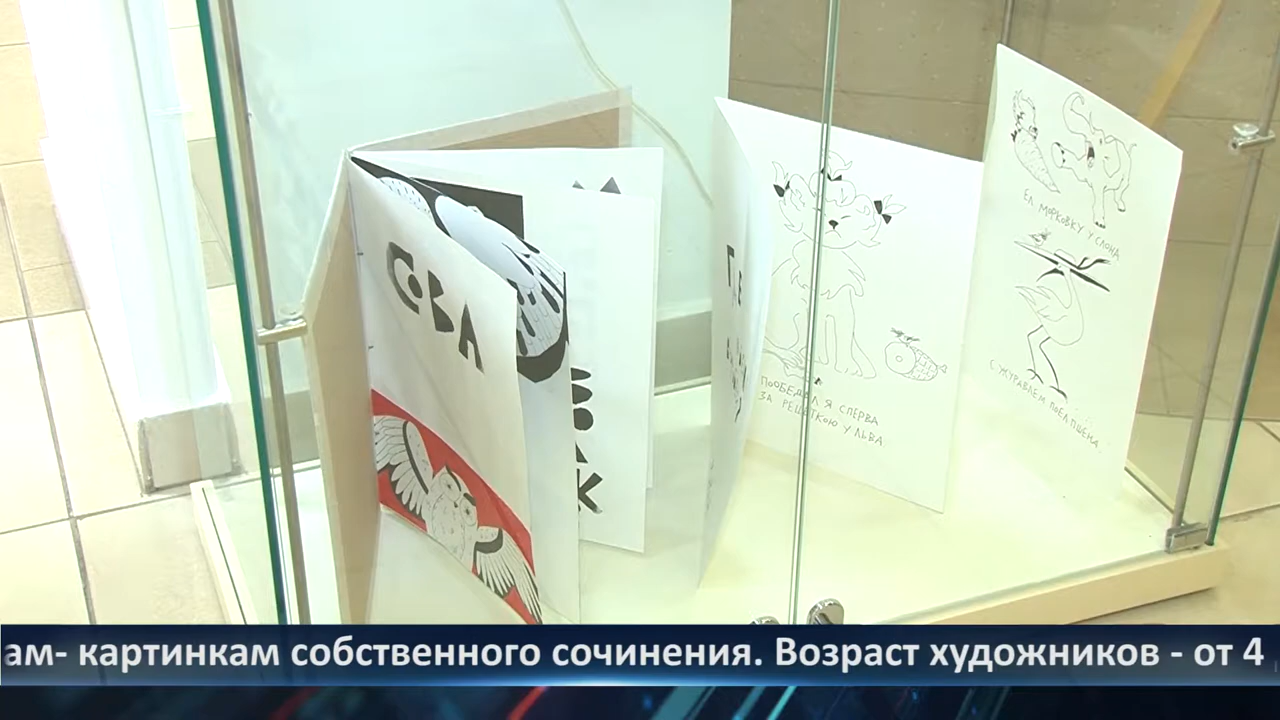 СОВА
ВОЛК
ПООБЕДАЛ Я СПЕРВА
ЗА РЕШЕТКОЮ У ЛЬВА.
ЕЛ МОРКОВКУ У СЛОНА
С ЖУРАВЛЕМ ПОЕЛ ПШЕНА.
ам- картинкам собственного сочинения. Возраст художников - от 4